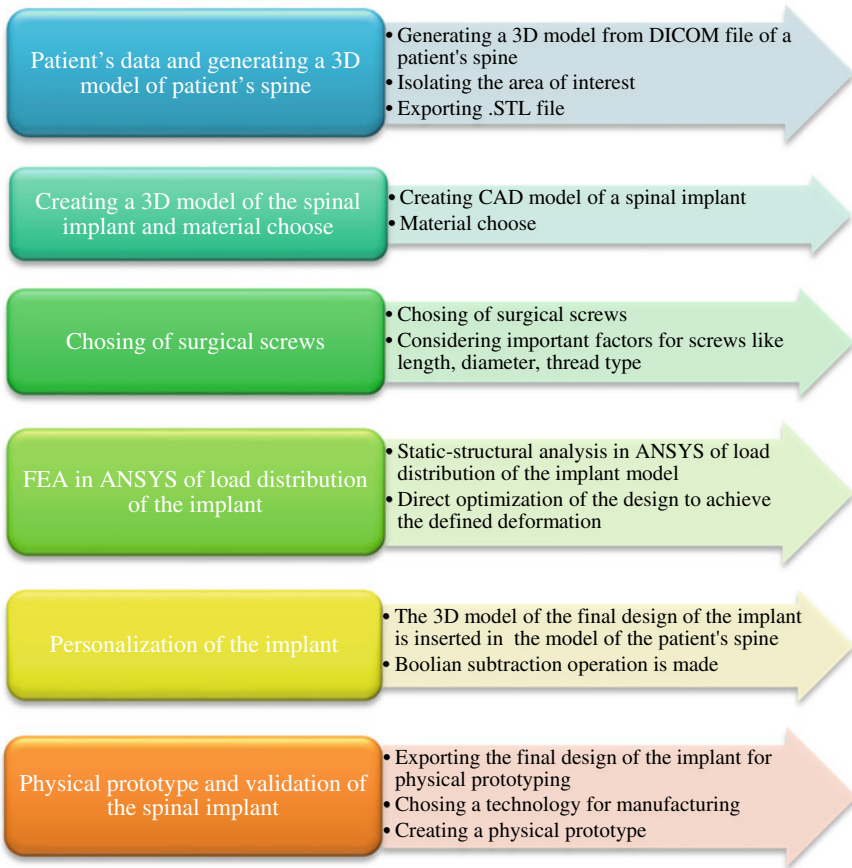 Patient’s data and generating a 3D
model of patient’s spine
• Generating a 3D model from DICOM file of a
patient's spine
• Isolating the area of interest
• Exporting .STL file
Creating a 3D model of the spinal
implant and material choose
• Creating CAD model of a spinal implant
• Material choose
Chosing of surgical screws
• Chosing of surgical screws
• Considering important factors for screws like
length, diameter, thread type
FEA in ANSYS of load distribution
of the implant
• Static-structural analysis in ANSYS of load
distribution of the implant model
• Direct optimization of the design to achieve
the defined deformation
Personalization of the implant
• The 3D model of the final design of the implant
is inserted in the model of the patient's spine
• Boolian subtraction operation is made
Physical prototype and validation of
the spinal implant
• Exporting the final design of the implant for
physical prototyping
• Chosing a technology for manufacturing
• Creating a physical prototype